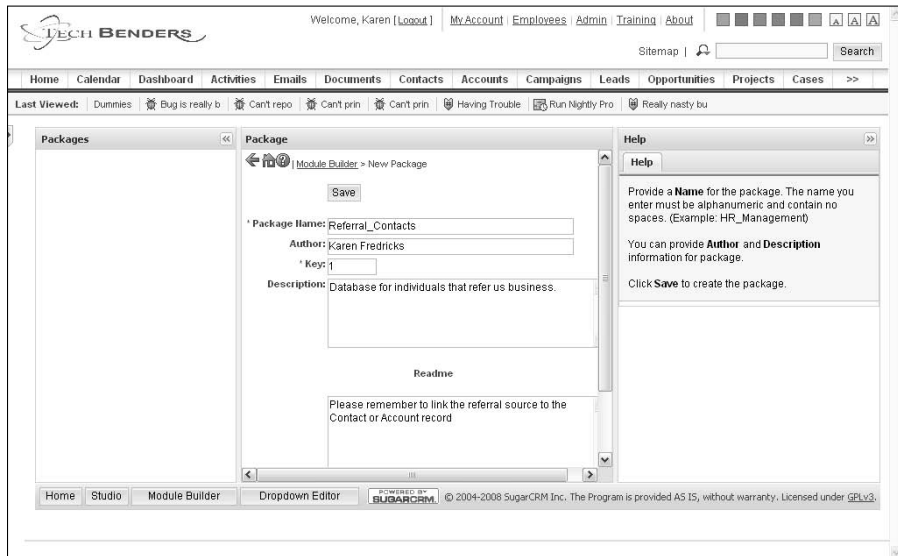 TECH BENDERS
Welcome, Karen [ Logout ] My Account | Employees | Admin | Training | About A A A
Sitemap | Search
Home Calendar Dashboard Activities Emails Documents Contacts Accounts Campaigns Leads Opportunities Projects Cases >>
Last Viewed: Dummies Bug is really b Can't repo Can't prin Can't prin Having Trouble Run Nightly Pro Really nasty bu
Packages «
Package
Module Builder > New Package
Save
* Package Name: Referral_Contacts
Author: Karen Fredricks
* Key: 1
Description: Database for individuals that refer us business.
Readme
Please remember to link the referral source to the
Contact or Account record
Help »
Help
Provide a Name for the package. The name you
enter must be alphanumeric and contain no
spaces. (Example: HR_Management)
You can provide Author and Description
information for package.
Click Save to create the package.
Home Studio Module Builder Dropdown Editor POWERED BY SUGARCRM. © 2004-2008 SugarCRM Inc. The Program is provided AS IS, without warranty. Licensed under GPLv3.